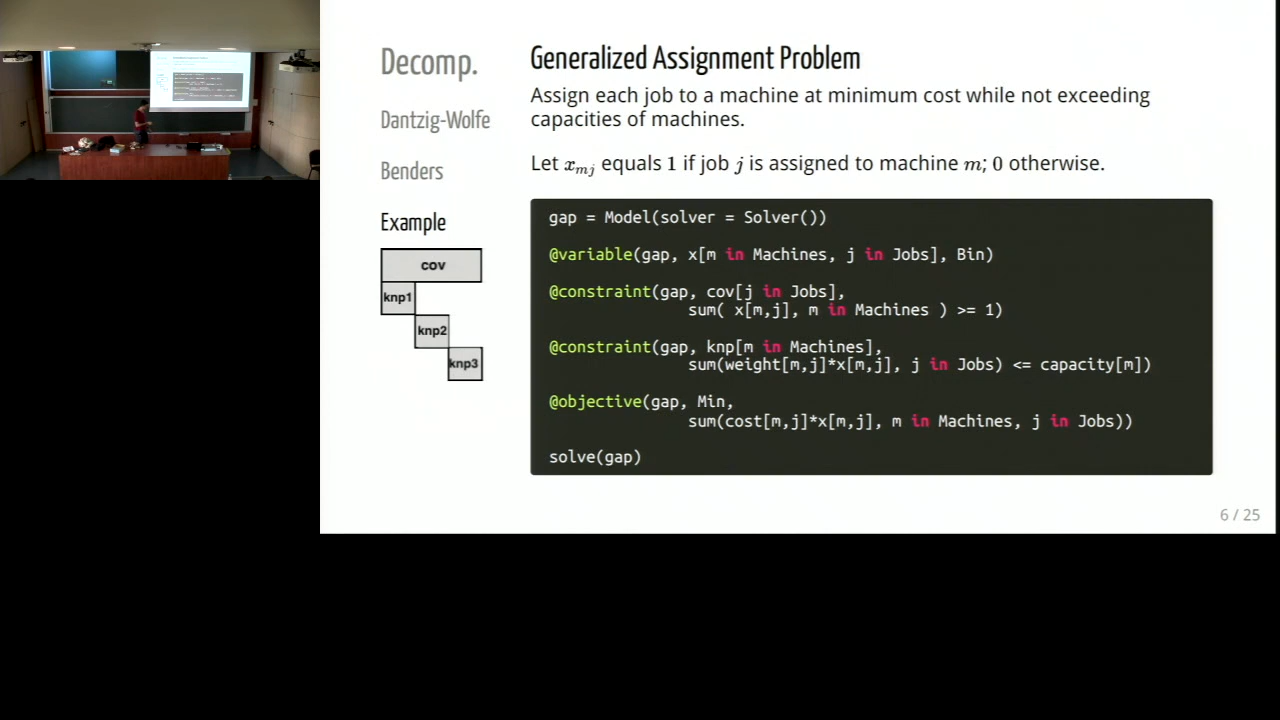 Decomp.
Dantzig-Wolfe
Benders
Example
cov
knp1
knp2
knp3
Generalized Assignment Problem
Assign each job to a machine at minimum cost while not exceeding
capacities of machines.
Let x_{mj} equals 1 if job j is assigned to machine m; 0 otherwise.
gap = Model(solver = Solver())
@variable(gap, x[m in Machines, j in Jobs], Bin)
@constraint(gap, cov[j in Jobs],
sum( x[m,j], m in Machines ) >= 1)
@constraint(gap, knp[m in Machines],
sum(weight[m,j]*x[m,j], j in Jobs) <= capacity[m])
@objective(gap, Min,
sum(cost[m,j]*x[m,j], m in Machines, j in Jobs))
solve(gap)
6 / 25